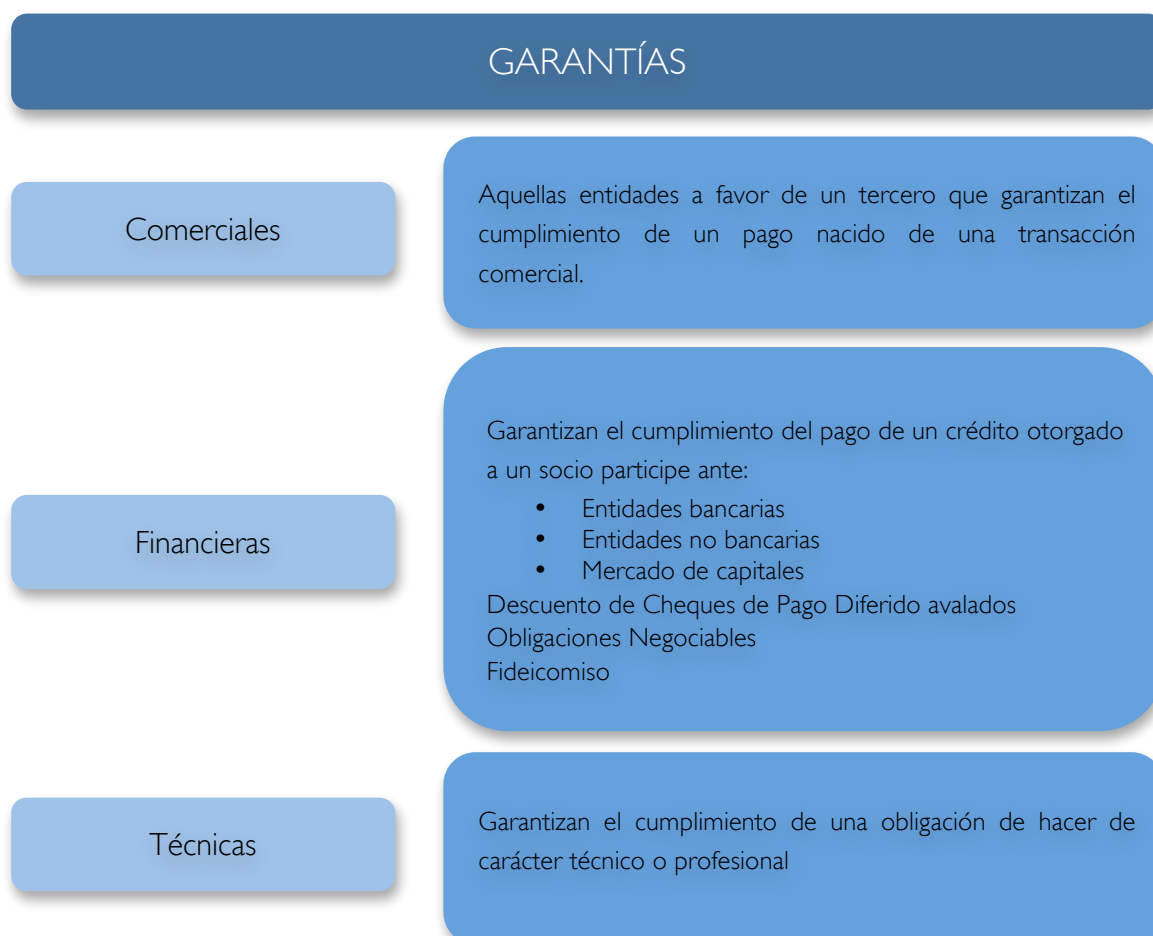 GARANTÍAS
Comerciales
Aquellas entidades a favor de un tercero que garantizan el
cumplimiento de un pago nacido de una transacción
comercial.
Financieras
Garantizan el cumplimiento del pago de un crédito otorgado
a un socio participe ante:
• Entidades bancarias
• Entidades no bancarias
• Mercado de capitales
Descuento de Cheques de Pago Diferido avalados
Obligaciones Negociables
Fideicomiso
Técnicas
Garantizan el cumplimiento de una obligación de hacer de
carácter técnico o profesional